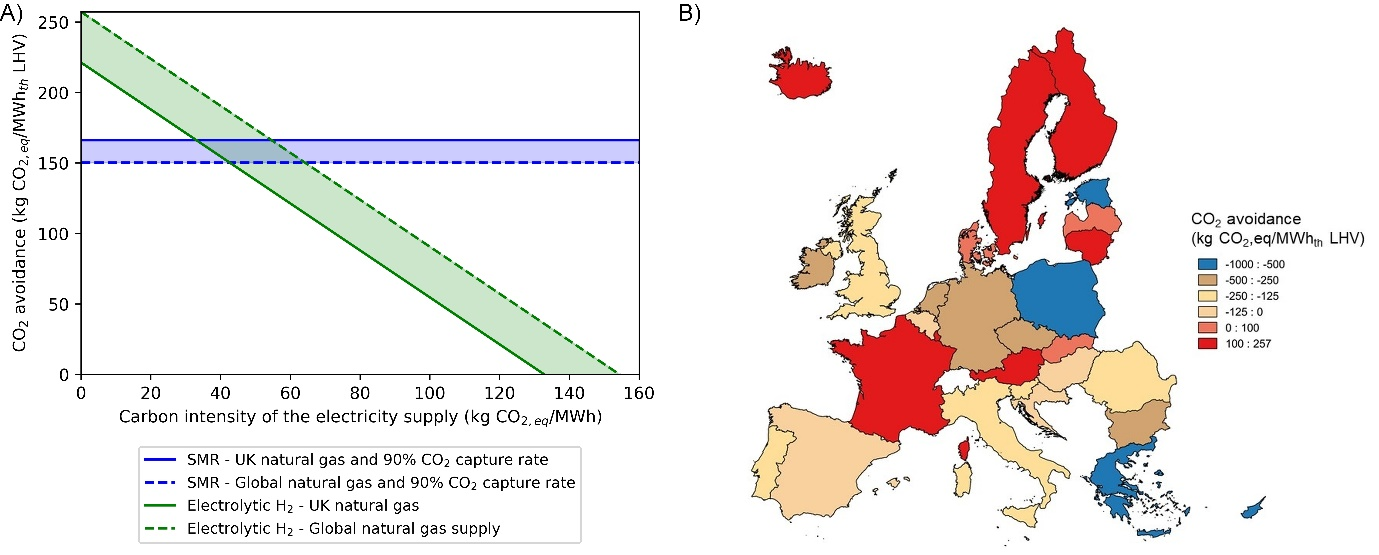 A)
CO₂ avoidance (kg CO₂,eq/MWhth LHV)
250
200
150
100
50
0
0 20 40 60 80 100 120 140 160
Carbon intensity of the electricity supply (kg CO₂,eq/MWh)
SMR - UK natural gas and 90% CO₂ capture rate
SMR - Global natural gas and 90% CO₂ capture rate
Electrolytic H₂ - UK natural gas
Electrolytic H₂ - Global natural gas supply
B)
CO₂ avoidance
(kg CO₂,eq/MWhth LHV)
-1000 : -500
-500 : -250
-250 : -125
-125 : 0
0 : 100
100 : 257